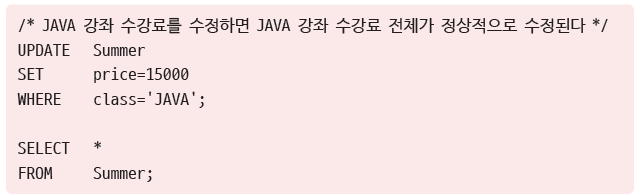 /* JAVA 강좌 수강료를 수정하면 JAVA 강좌 수강료 전체가 정상적으로 수정된다 */
UPDATE Summer
SET price=15000
WHERE class='JAVA';
SELECT *
FROM Summer;